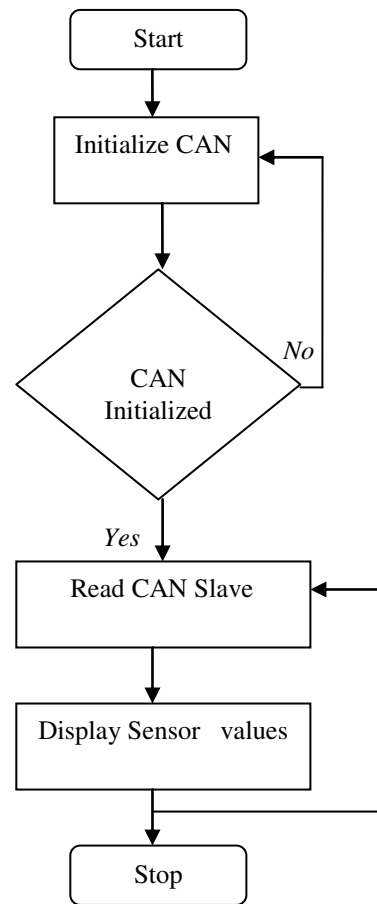 Start
Initialize CAN
No
CAN
Initialized
Yes
Read CAN Slave
Display Sensor values
Stop